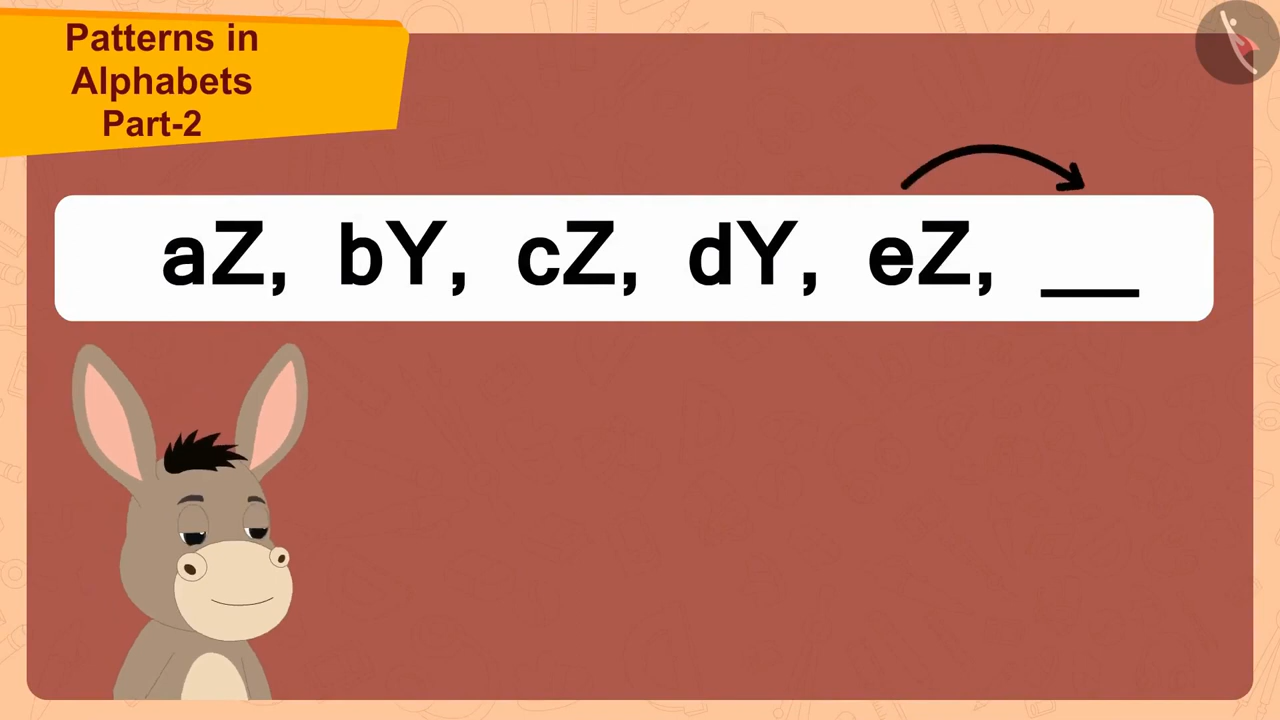 Patterns in
Alphabets
Part-2
aZ, bY, cZ, dY, eZ, __